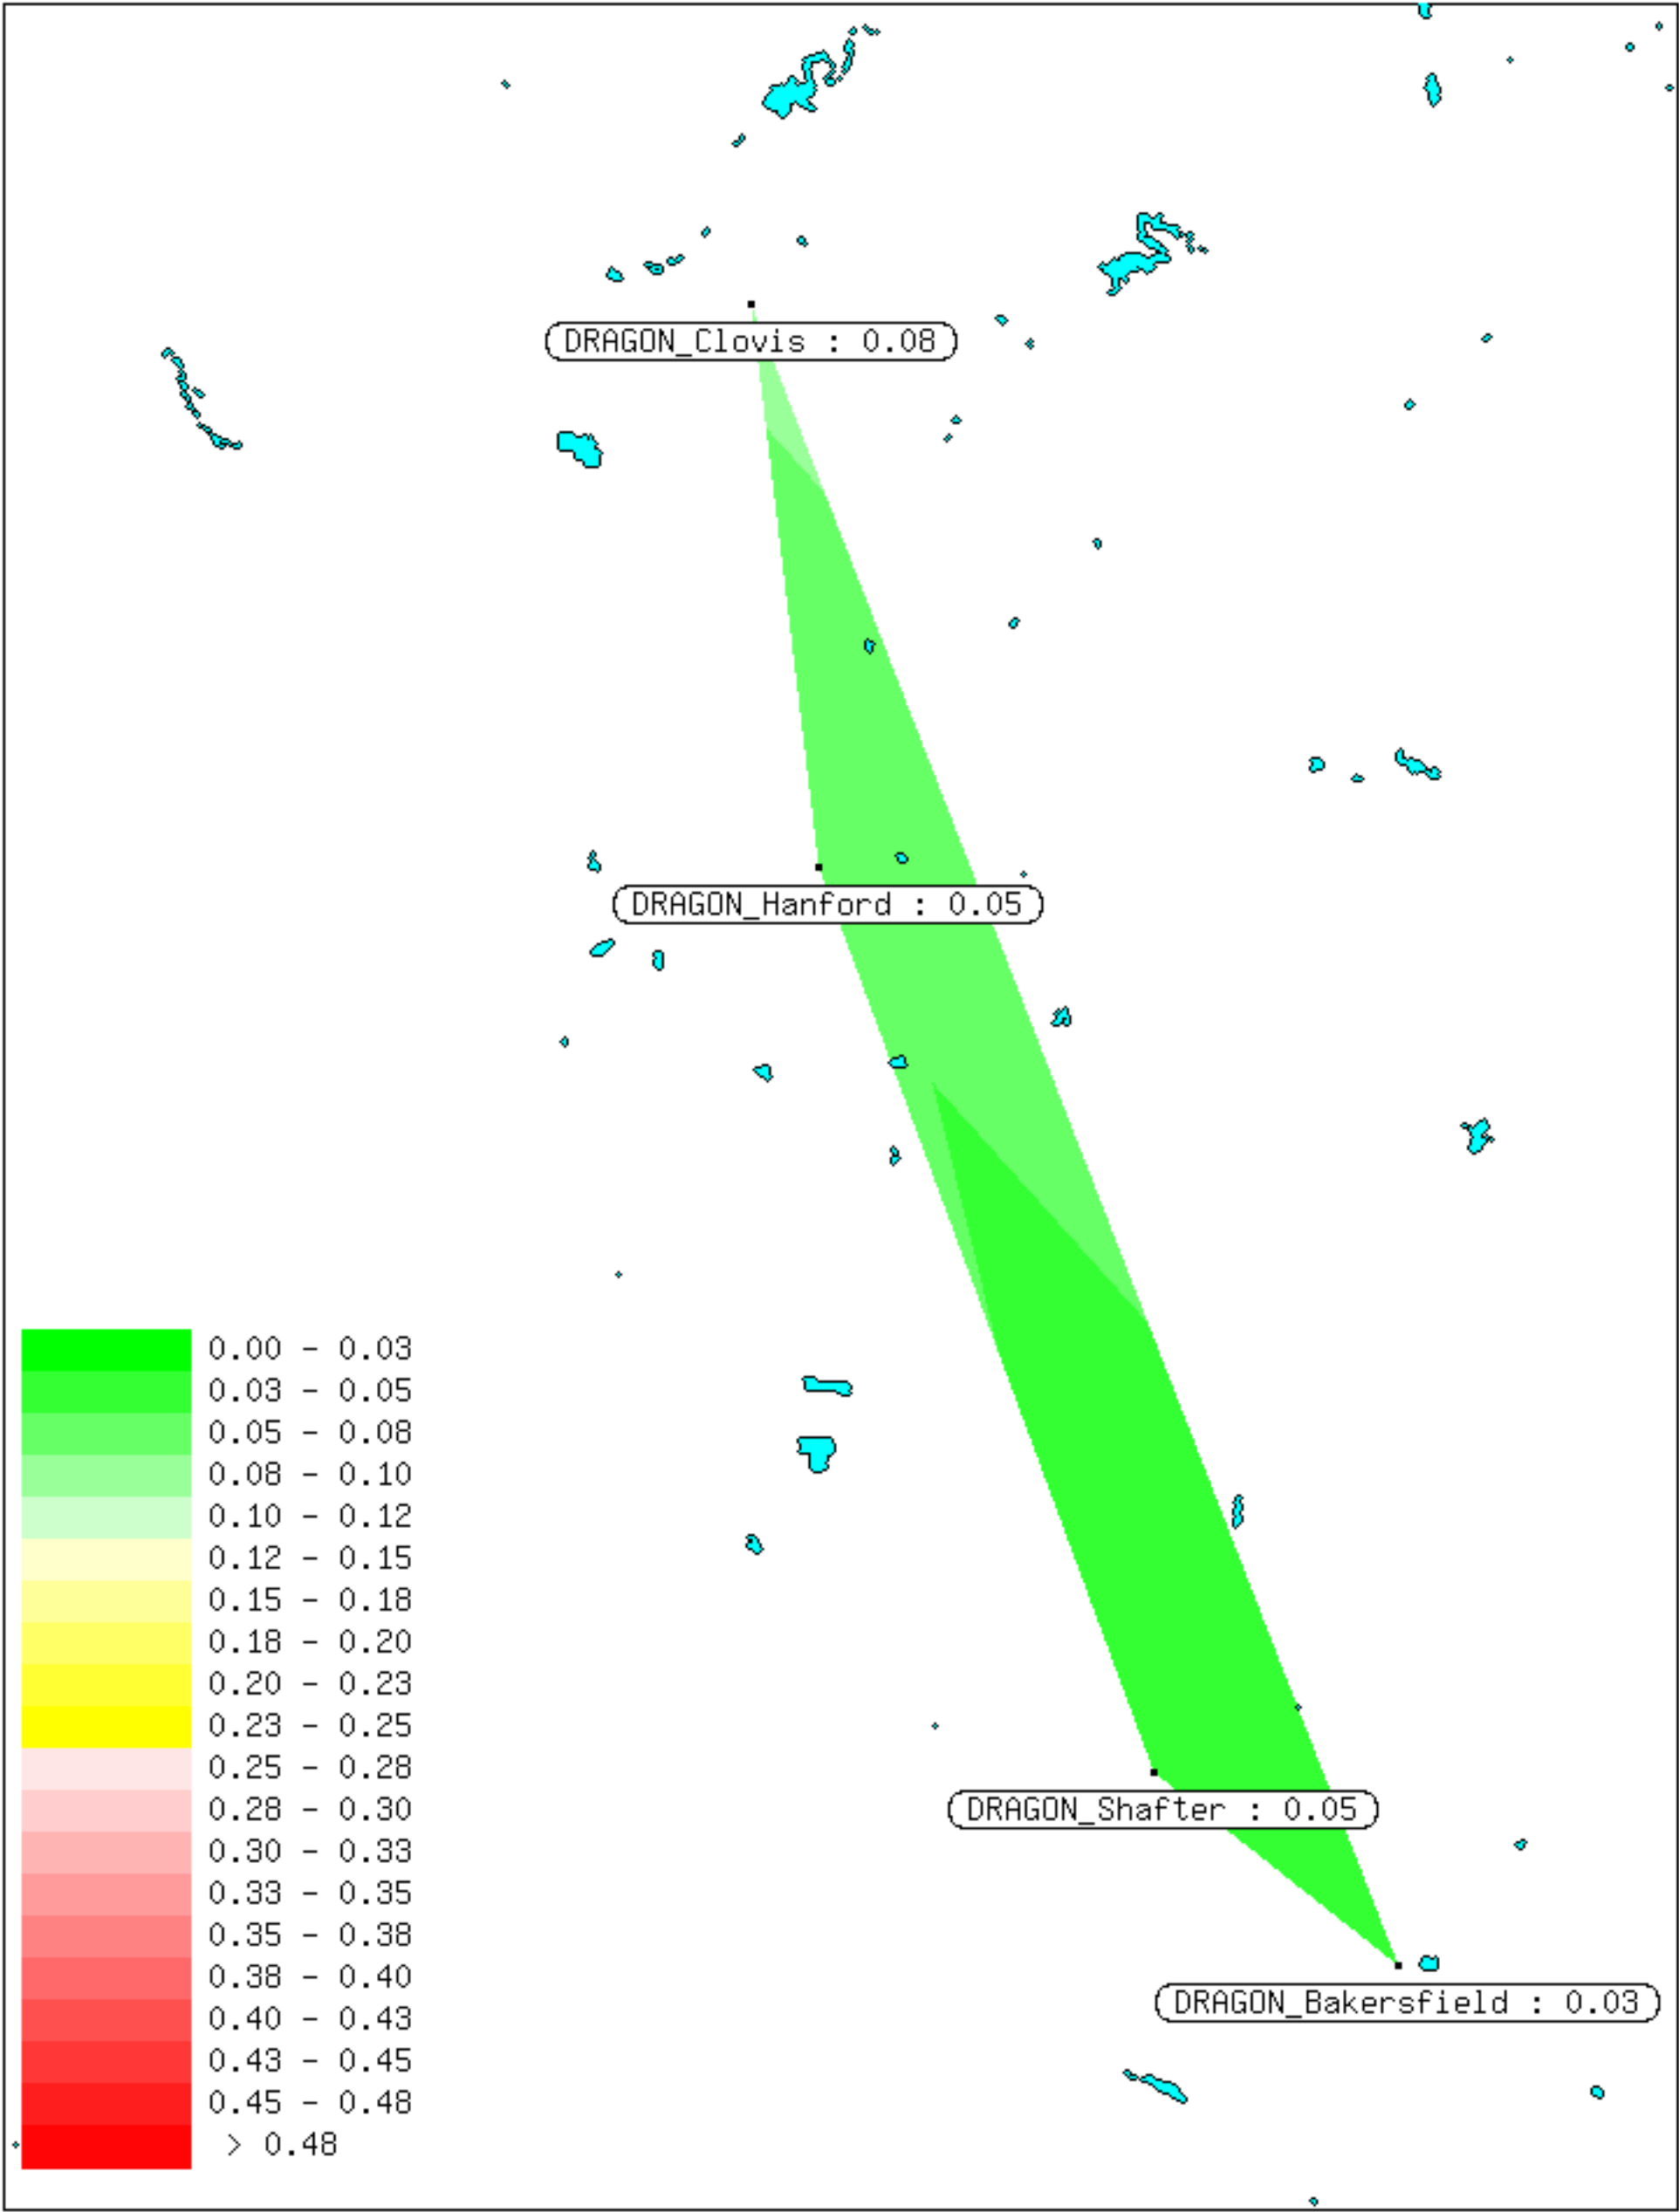 DRAGON_Clovis : 0.08
DRAGON_Hanford : 0.05
0.00 - 0.03
0.03 - 0.05
0.05 - 0.08
0.08 - 0.10
0.10 - 0.12
0.12 - 0.15
0.15 - 0.18
0.18 - 0.20
0.20 - 0.23
0.23 - 0.25
0.25 - 0.28
0.28 - 0.30
0.30 - 0.33
0.33 - 0.35
0.35 - 0.38
0.38 - 0.40
0.40 - 0.43
0.43 - 0.45
0.45 - 0.48
> 0.48
DRAGON_Shafter : 0.05
DRAGON_Bakersfield : 0.03